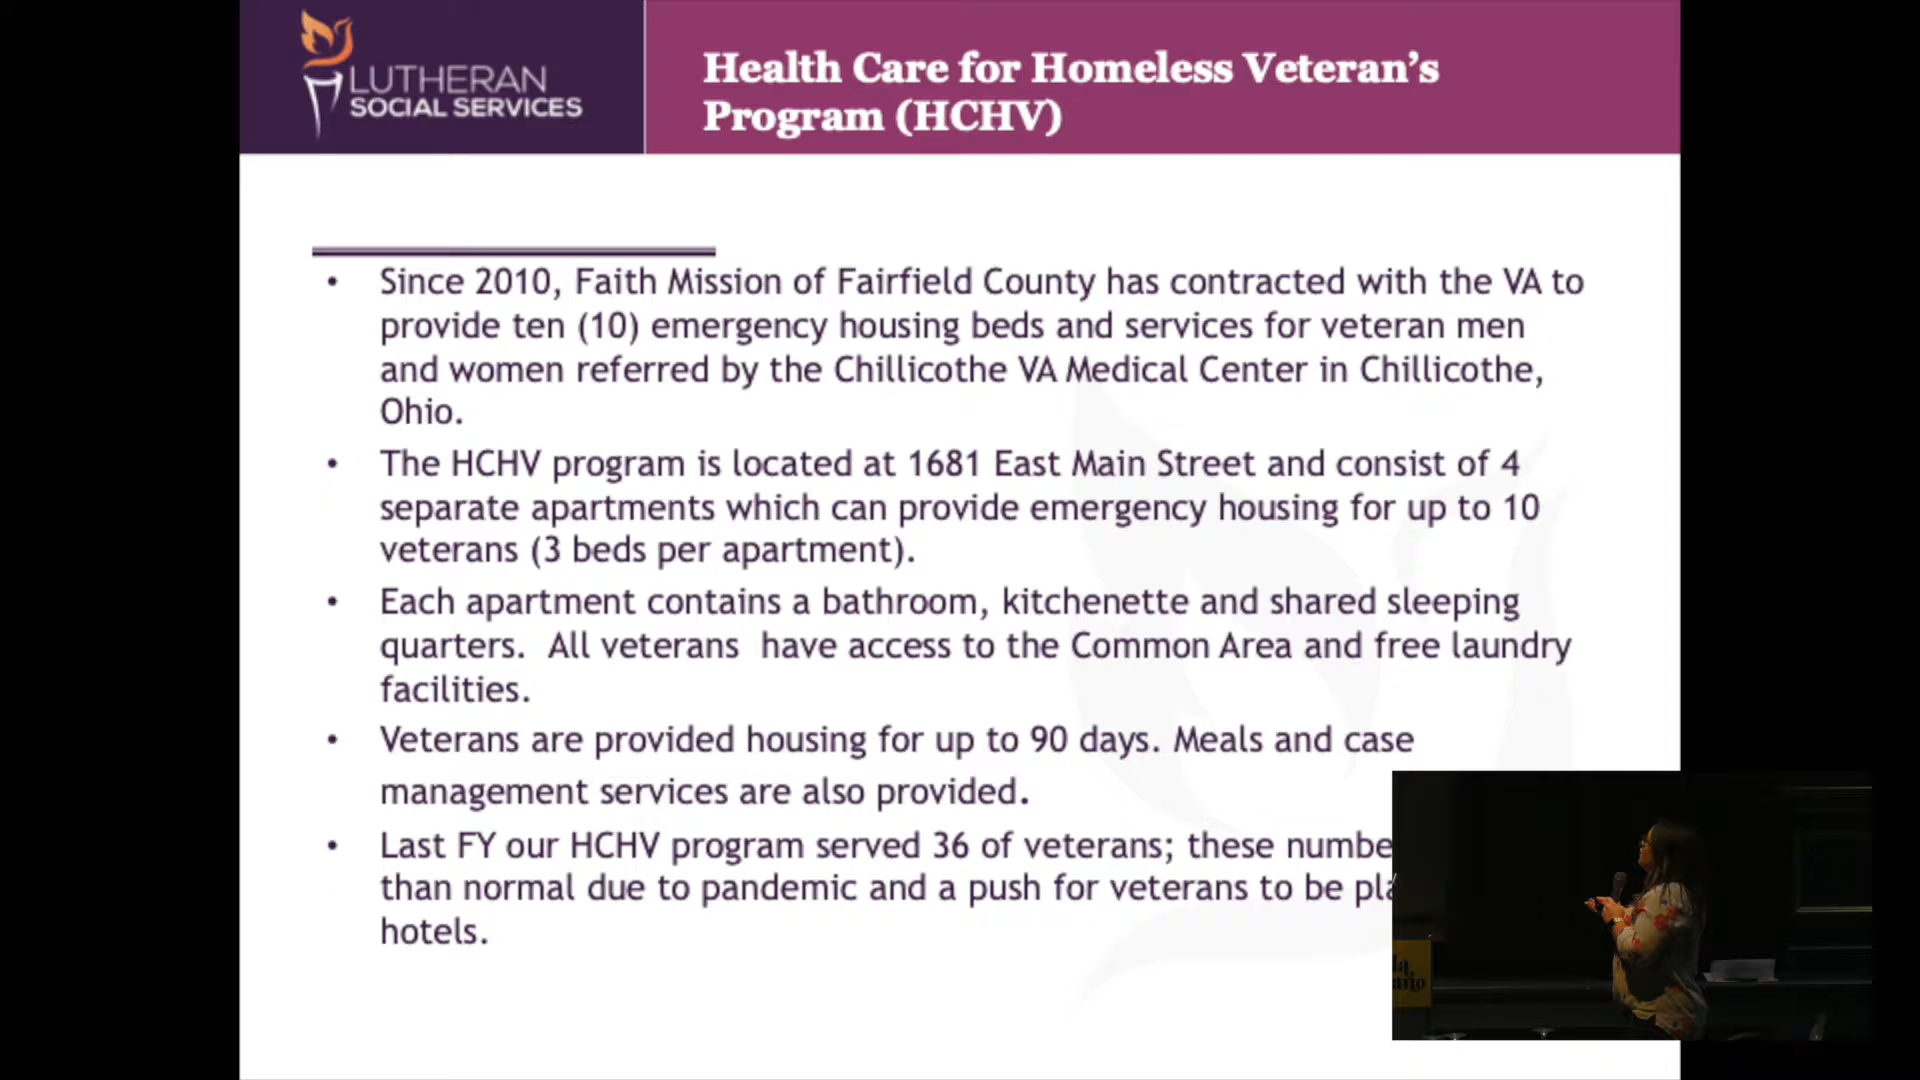 LUTHERAN
SOCIAL SERVICES
Health Care for Homeless Veteran’s
Program (HCHV)
• Since 2010, Faith Mission of Fairfield County has contracted with the VA to
provide ten (10) emergency housing beds and services for veteran men
and women referred by the Chillicothe VA Medical Center in Chillicothe,
Ohio.
• The HCHV program is located at 1681 East Main Street and consist of 4
separate apartments which can provide emergency housing for up to 10
veterans (3 beds per apartment).
• Each apartment contains a bathroom, kitchenette and shared sleeping
quarters.  All veterans  have access to the Common Area and free laundry
facilities.
• Veterans are provided housing for up to 90 days. Meals and case
management services are also provided.
• Last FY our HCHV program served 36 of veterans; these numbe
than normal due to pandemic and a push for veterans to be pla
hotels.